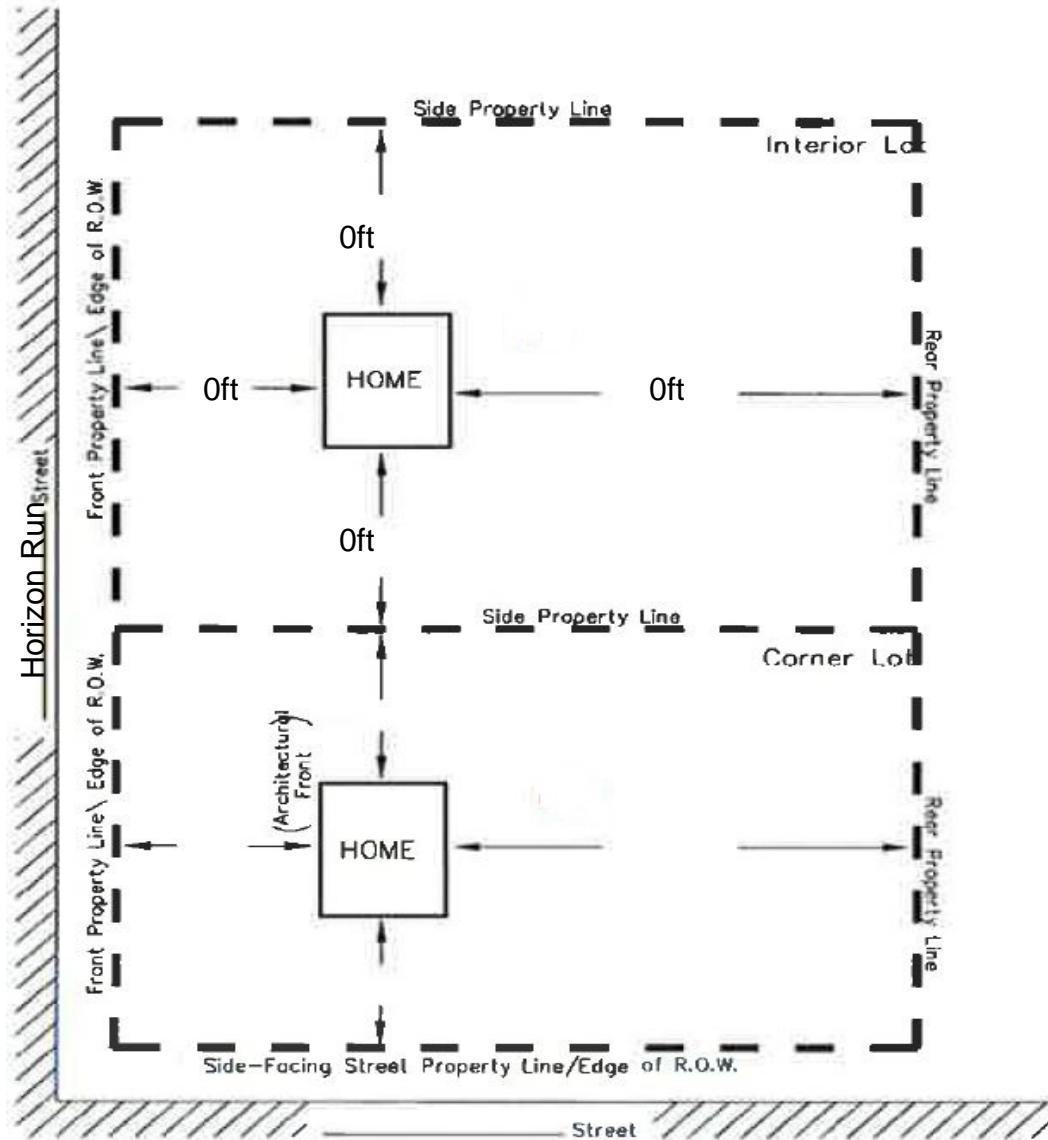 Side Property Line
Interior Lot
Front Property Line\ Edge of R.O.W.
0ft
HOME
0ft
0ft
Rear Property Line
0ft
Horizon Run Street
Side Property Line
Corner Lot
Front Property Line\ Edge of R.O.W.
(Architectural
Front)
HOME
Rear Property Line
Side-Facing Street Property Line/Edge of R.O.W.
Street